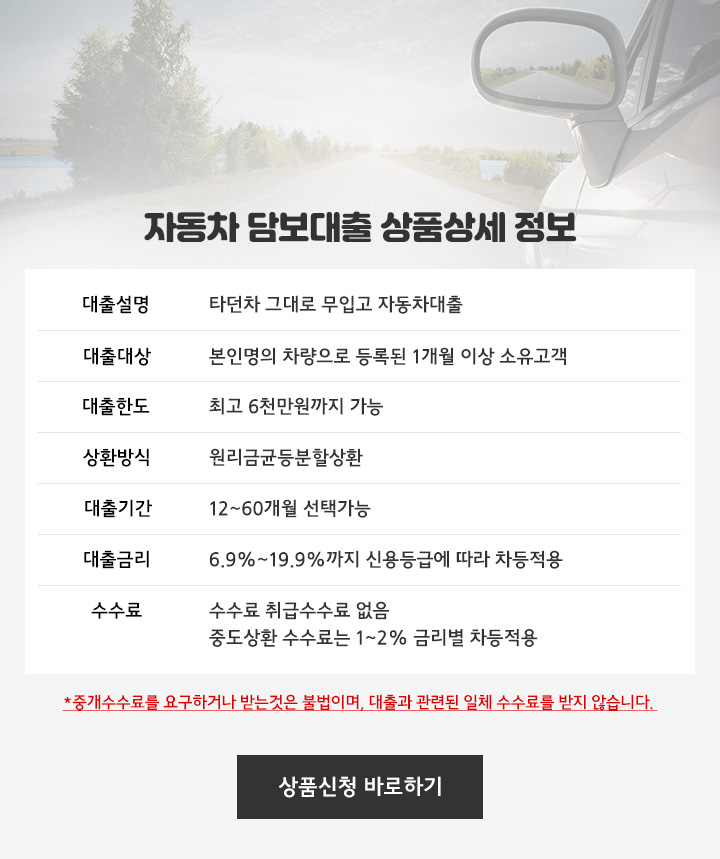 자동차 담보대출 상품상세 정보
대출설명 타던차 그대로 무입고 자동차대출
대출대상 본인명의 차량으로 등록된 1개월 이상 소유고객
대출한도 최고 6천만원까지 가능
상환방식 원리금균등분할상환
대출기간 12~60개월 선택가능
대출금리 6.9%~19.9%까지 신용등급에 따라 차등적용
수수료 수수료 취급수수료 없음
중도상환 수수료는 1~2% 금리별 차등적용
*중개수수료를 요구하거나 받는것은 불법이며, 대출과 관련된 일체 수수료를 받지 않습니다.
상품신청 바로하기